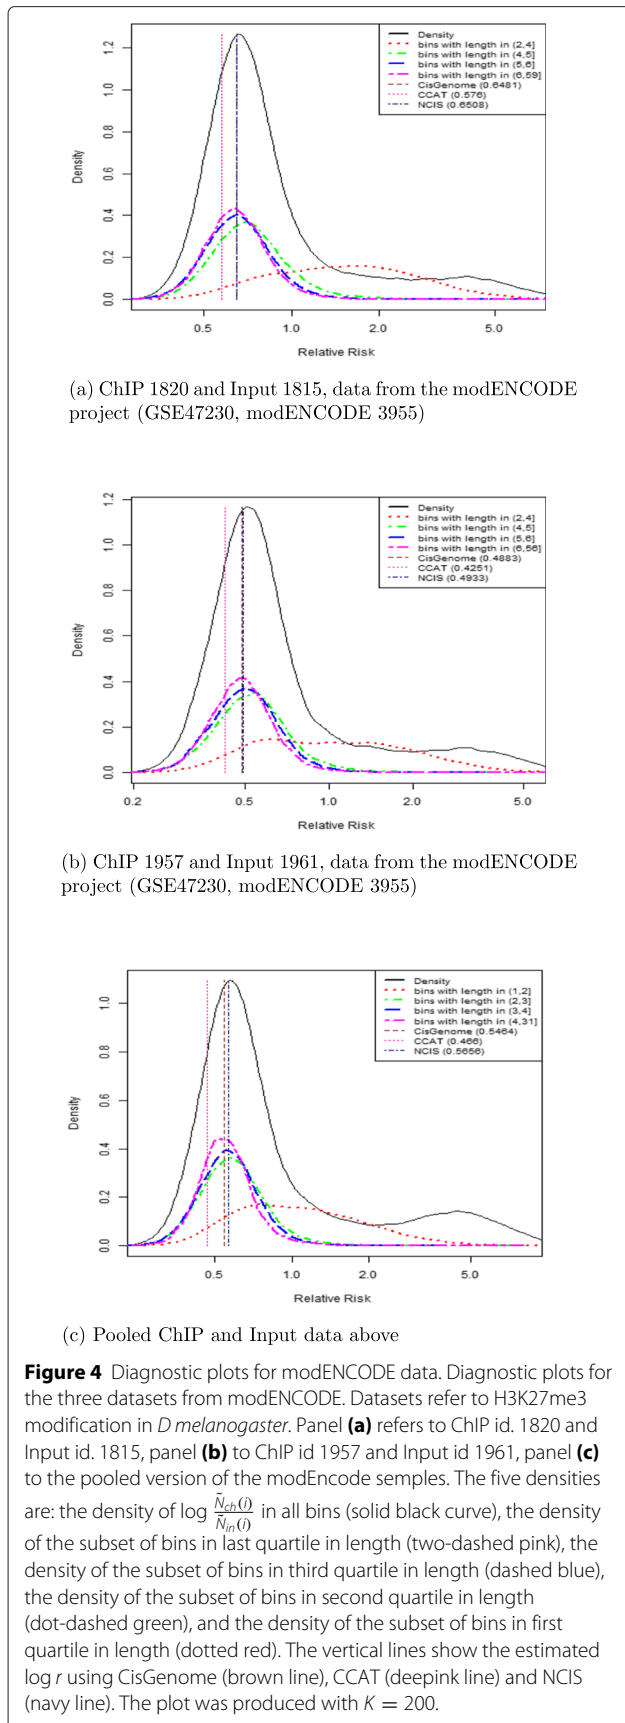 Density
bins with length in (2,4]
bins with length in (4,5]
bins with length in (5,6]
bins with length in (6,59]
CisGenome (0.6481)
CCAT (0.576)
NCIS (0.6508)
Density
0.0
0.2
0.4
0.6
0.8
1.0
1.2
0.5
1.0
2.0
5.0
Relative Risk
(a) ChIP 1820 and Input 1815, data from the modENCODE
project (GSE47230, modENCODE 3955)
Density
bins with length in (2,4]
bins with length in (4,5]
bins with length in (5,6]
bins with length in (6,56]
CisGenome (0.4883)
CCAT (0.4251)
NCIS (0.4933)
Density
0.0
0.2
0.4
0.6
0.8
1.0
1.2
0.2
0.5
1.0
2.0
5.0
Relative Risk
(b) ChIP 1957 and Input 1961, data from the modENCODE
project (GSE47230, modENCODE 3955)
Density
bins with length in (1,2]
bins with length in (2,3]
bins with length in (3,4]
bins with length in (4,31]
CisGenome (0.5464)
CCAT (0.466)
NCIS (0.5656)
Density
0.0
0.2
0.4
0.6
0.8
1.0
0.5
1.0
2.0
5.0
Relative Risk
(c) Pooled ChIP and Input data above
Figure 4 Diagnostic plots for modENCODE data. Diagnostic plots for
the three datasets from modENCODE. Datasets refer to H3K27me3
modification in D melanogaster. Panel (a) refers to ChIP id. 1820 and
Input id. 1815, panel (b) to ChIP id 1957 and Input id 1961, panel (c)
to the pooled version of the modEncode semples. The five densities
are: the density of log Ñch(i)/Ñin(i) in all bins (solid black curve), the density
of the subset of bins in last quartile in length (two-dashed pink), the
density of the subset of bins in third quartile in length (dashed blue),
the density of the subset of bins in second quartile in length
(dot-dashed green), and the density of the subset of bins in first
quartile in length (dotted red). The vertical lines show the estimated
log r using CisGenome (brown line), CCAT (deepink line) and NCIS
(navy line). The plot was produced with K = 200.